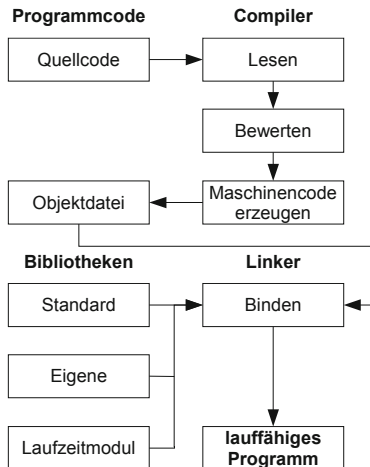 Programmcode
Compiler
Quellcode
Lesen
Bewerten
Objektdatei
Maschinencode
erzeugen
Bibliotheken
Linker
Standard
Binden
Eigene
Laufzeitmodul
lauffähiges
Programm